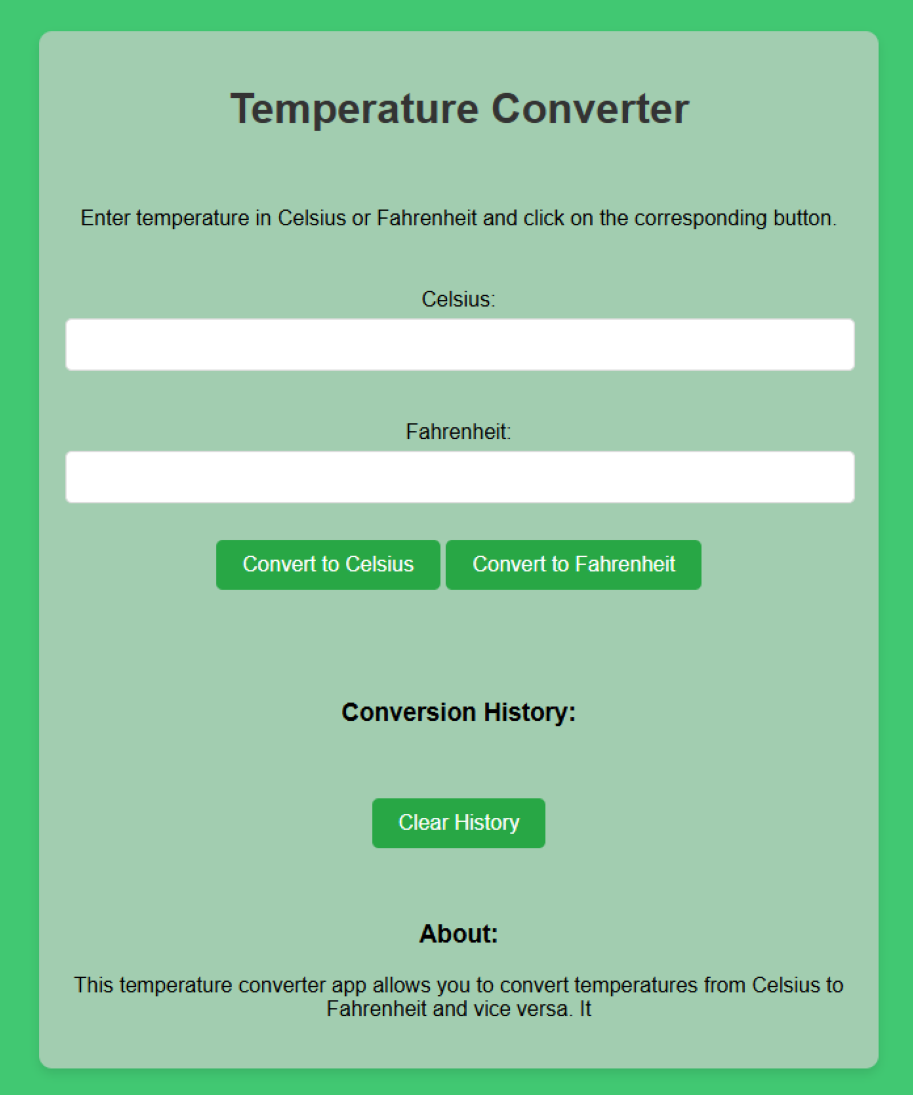 Temperature Converter
Enter temperature in Celsius or Fahrenheit and click on the corresponding button.
Celsius:
Fahrenheit:
Convert to Celsius Convert to Fahrenheit
Conversion History:
Clear History
About:
This temperature converter app allows you to convert temperatures from Celsius to
Fahrenheit and vice versa. It